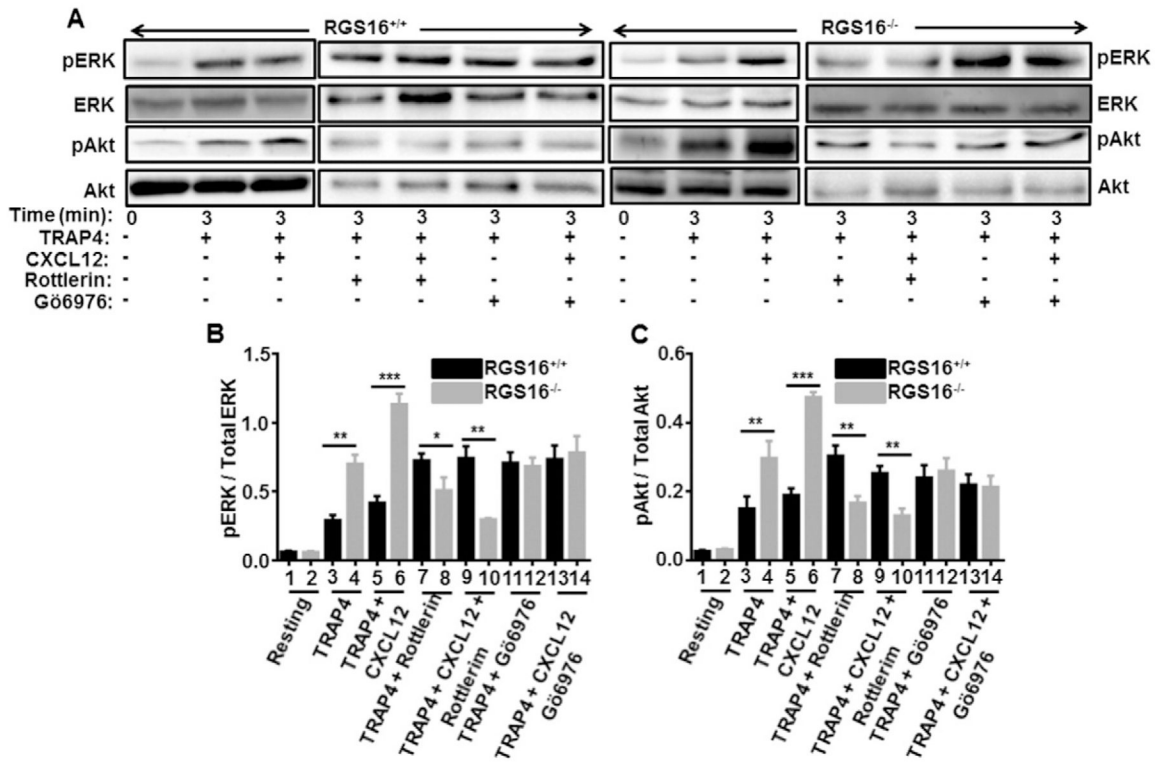 A
RGS16+/+ RGS16-/-
pERK pERK
ERK ERK
pAkt pAkt
Akt Akt
Time (min): 0 3 3 3 3 3 3 0 3 3 3 3 3 3
TRAP4: - + + + + + + - + + + + + +
CXCL12: - - + - + - + - - + - + - +
Rottlerin: - - - + + - - - - - + + - -
Gö6976: - - - - - + + - - - - - + +
B
pERK / Total ERK
1.5
1.0
0.5
0.0
RGS16+/+
RGS16-/-
** *** * **
1 2 3 4 5 6 7 8 9 10 11 12 13 14
Resting
TRAP4
TRAP4 +
CXCL12
TRAP4 + Rottlerin
TRAP4 + CXCL12 +
Rottlerim
TRAP4 + Gö6976
TRAP4 + CXCL12
Gö6976
C
pAkt / Total Akt
0.6
0.4
0.2
0.0
RGS16+/+
RGS16-/-
** *** ** **
1 2 3 4 5 6 7 8 9 10 11 12 13 14
Resting
TRAP4
TRAP4 +
CXCL12
TRAP4 + Rottlerin
TRAP4 + CXCL12 +
Rottlerim
TRAP4 + Gö6976
TRAP4 + CXCL12 +
Gö6976